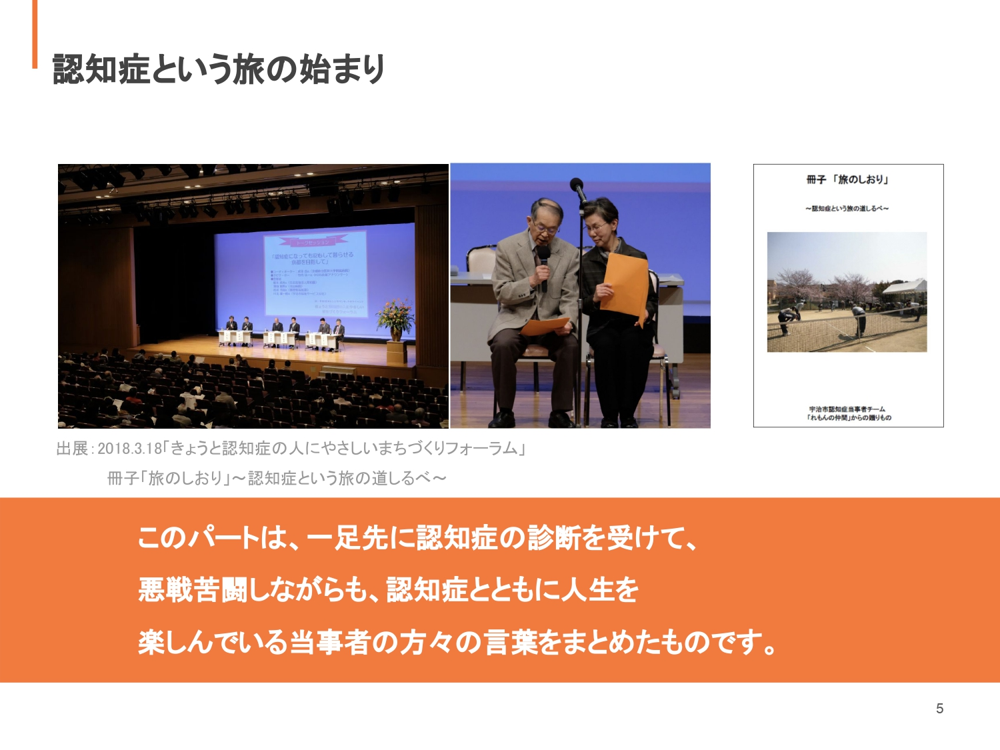 認知症という旅の始まり
トークセッション
「認知症になっても安心して暮らせる
京都を目指して」
冊子「旅のしおり」
～認知症という旅の道しるべ～
宇治市認知症当事者チーム
「れもんの仲間」からの贈りもの
出展：2018.3.18「きょうと認知症の人にやさしいまちづくりフォーラム」
冊子「旅のしおり」～認知症という旅の道しるべ～
このパートは、一足先に認知症の診断を受けて、
悪戦苦闘しながらも、認知症とともに人生を
楽しんでいる当事者の方々の言葉をまとめたものです。
5